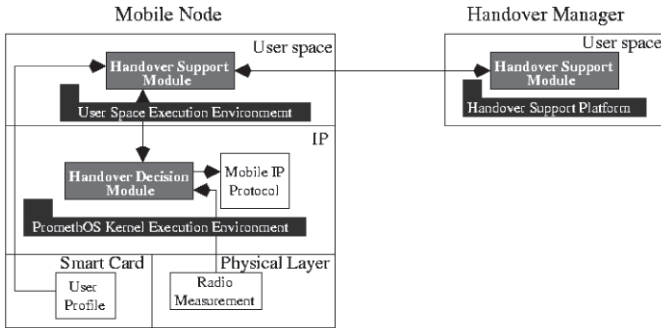 Mobile Node
Handover Manager
User space
User space
Handover Support
Module
Handover Support
Module
User Space Execution Environemt
Handover Support Platform
IP
Handover Decision
Module
Mobile IP
Protocol
PromethOS Kernel Execution Environment
Smart Card
Physical Layer
User
Profile
Radio
Measurement